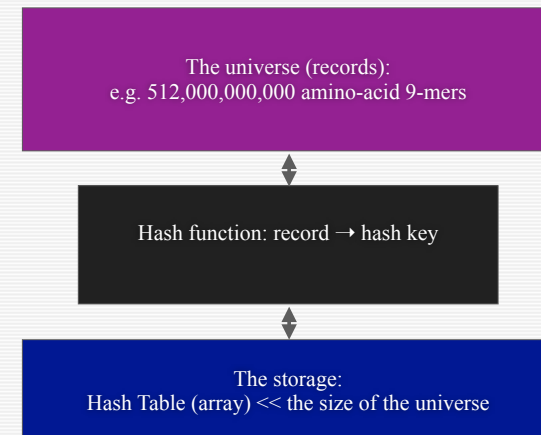 The universe (records):
e.g. 512,000,000,000 amino-acid 9-mers
Hash function: record → hash key
The storage:
Hash Table (array) << the size of the universe